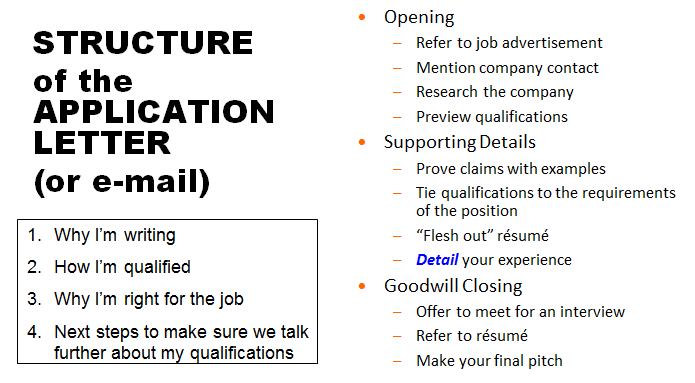 STRUCTURE
of the
APPLICATION
LETTER
(or e-mail)
1. Why I'm writing
2. How I'm qualified
3. Why I'm right for the job
4. Next steps to make sure we talk
further about my qualifications
• Opening
– Refer to job advertisement
– Mention company contact
– Research the company
– Preview qualifications
• Supporting Details
– Prove claims with examples
– Tie qualifications to the requirements
of the position
– “Flesh out” résumé
– Detail your experience
• Goodwill Closing
– Offer to meet for an interview
– Refer to résumé
– Make your final pitch